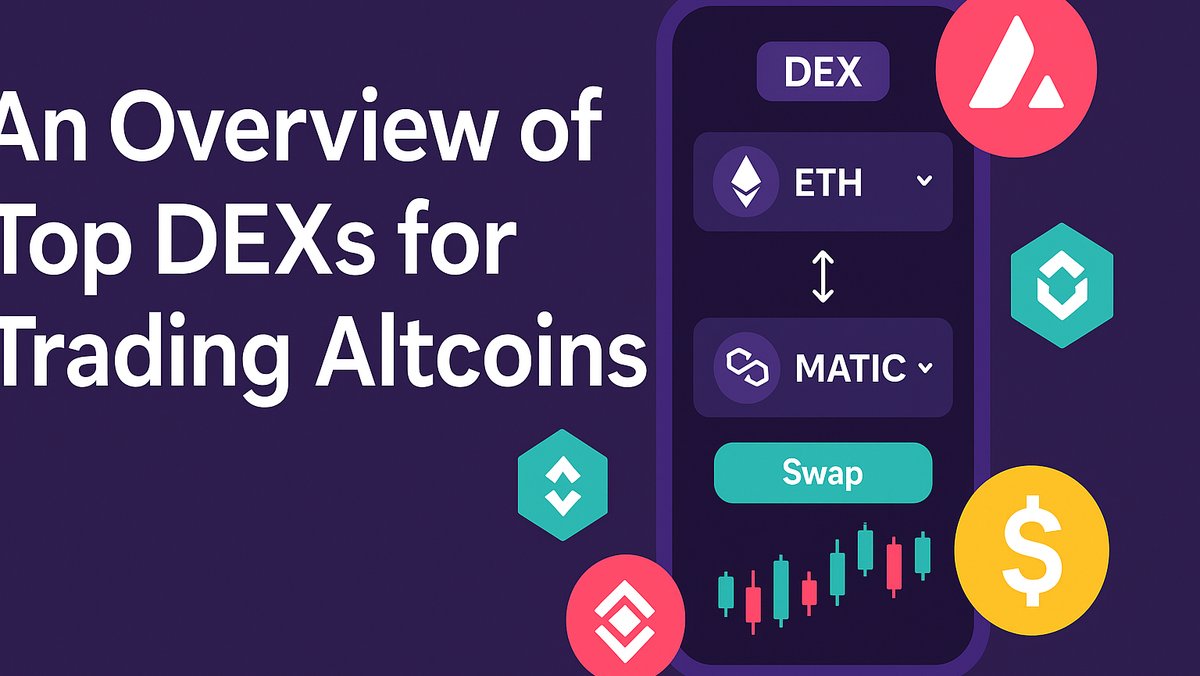 An Overview of
Top DEXs for
Trading Altcoins
DEX
ETH
MATIC
Swap
$